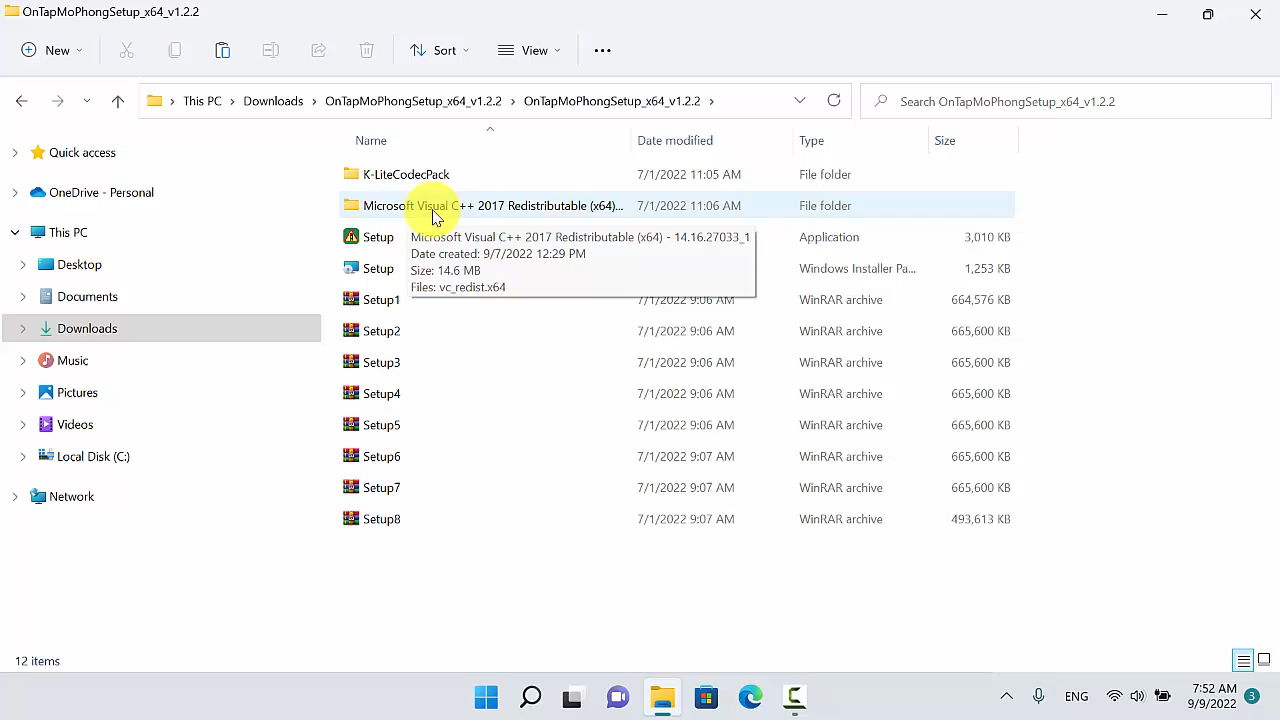 OnTapMoPhongSetup_x64_v1.2.2
New
Sort
View
This PC
Downloads
OnTapMoPhongSetup_x64_v1.2.2
OnTapMoPhongSetup_x64_v1.2.2
Search OnTapMoPhongSetup_x64_v1.2.2
Quick access
OneDrive - Personal
This PC
Desktop
Documents
Downloads
Music
Pictures
Videos
Local Disk (C:)
Network
Name Date modified Type Size
K-LiteCodecPack 7/1/2022 11:05 AM File folder
Microsoft Visual C++ 2017 Redistributable (x64)... 7/1/2022 11:06 AM File folder
Setup Application 3,010 KB
Setup Windows Installer Pa... 1,253 KB
Microsoft Visual C++ 2017 Redistributable (x64) - 14.16.27033_1
Date created: 9/7/2022 12:29 PM
Size: 14.6 MB
Files: vc_redist.x64
Setup1 7/1/2022 9:06 AM WinRAR archive 664,576 KB
Setup2 7/1/2022 9:06 AM WinRAR archive 665,600 KB
Setup3 7/1/2022 9:06 AM WinRAR archive 665,600 KB
Setup4 7/1/2022 9:06 AM WinRAR archive 665,600 KB
Setup5 7/1/2022 9:06 AM WinRAR archive 665,600 KB
Setup6 7/1/2022 9:07 AM WinRAR archive 665,600 KB
Setup7 7/1/2022 9:07 AM WinRAR archive 665,600 KB
Setup8 7/1/2022 9:07 AM WinRAR archive 493,613 KB
12 items
ENG
7:52 AM
9/9/2022
3